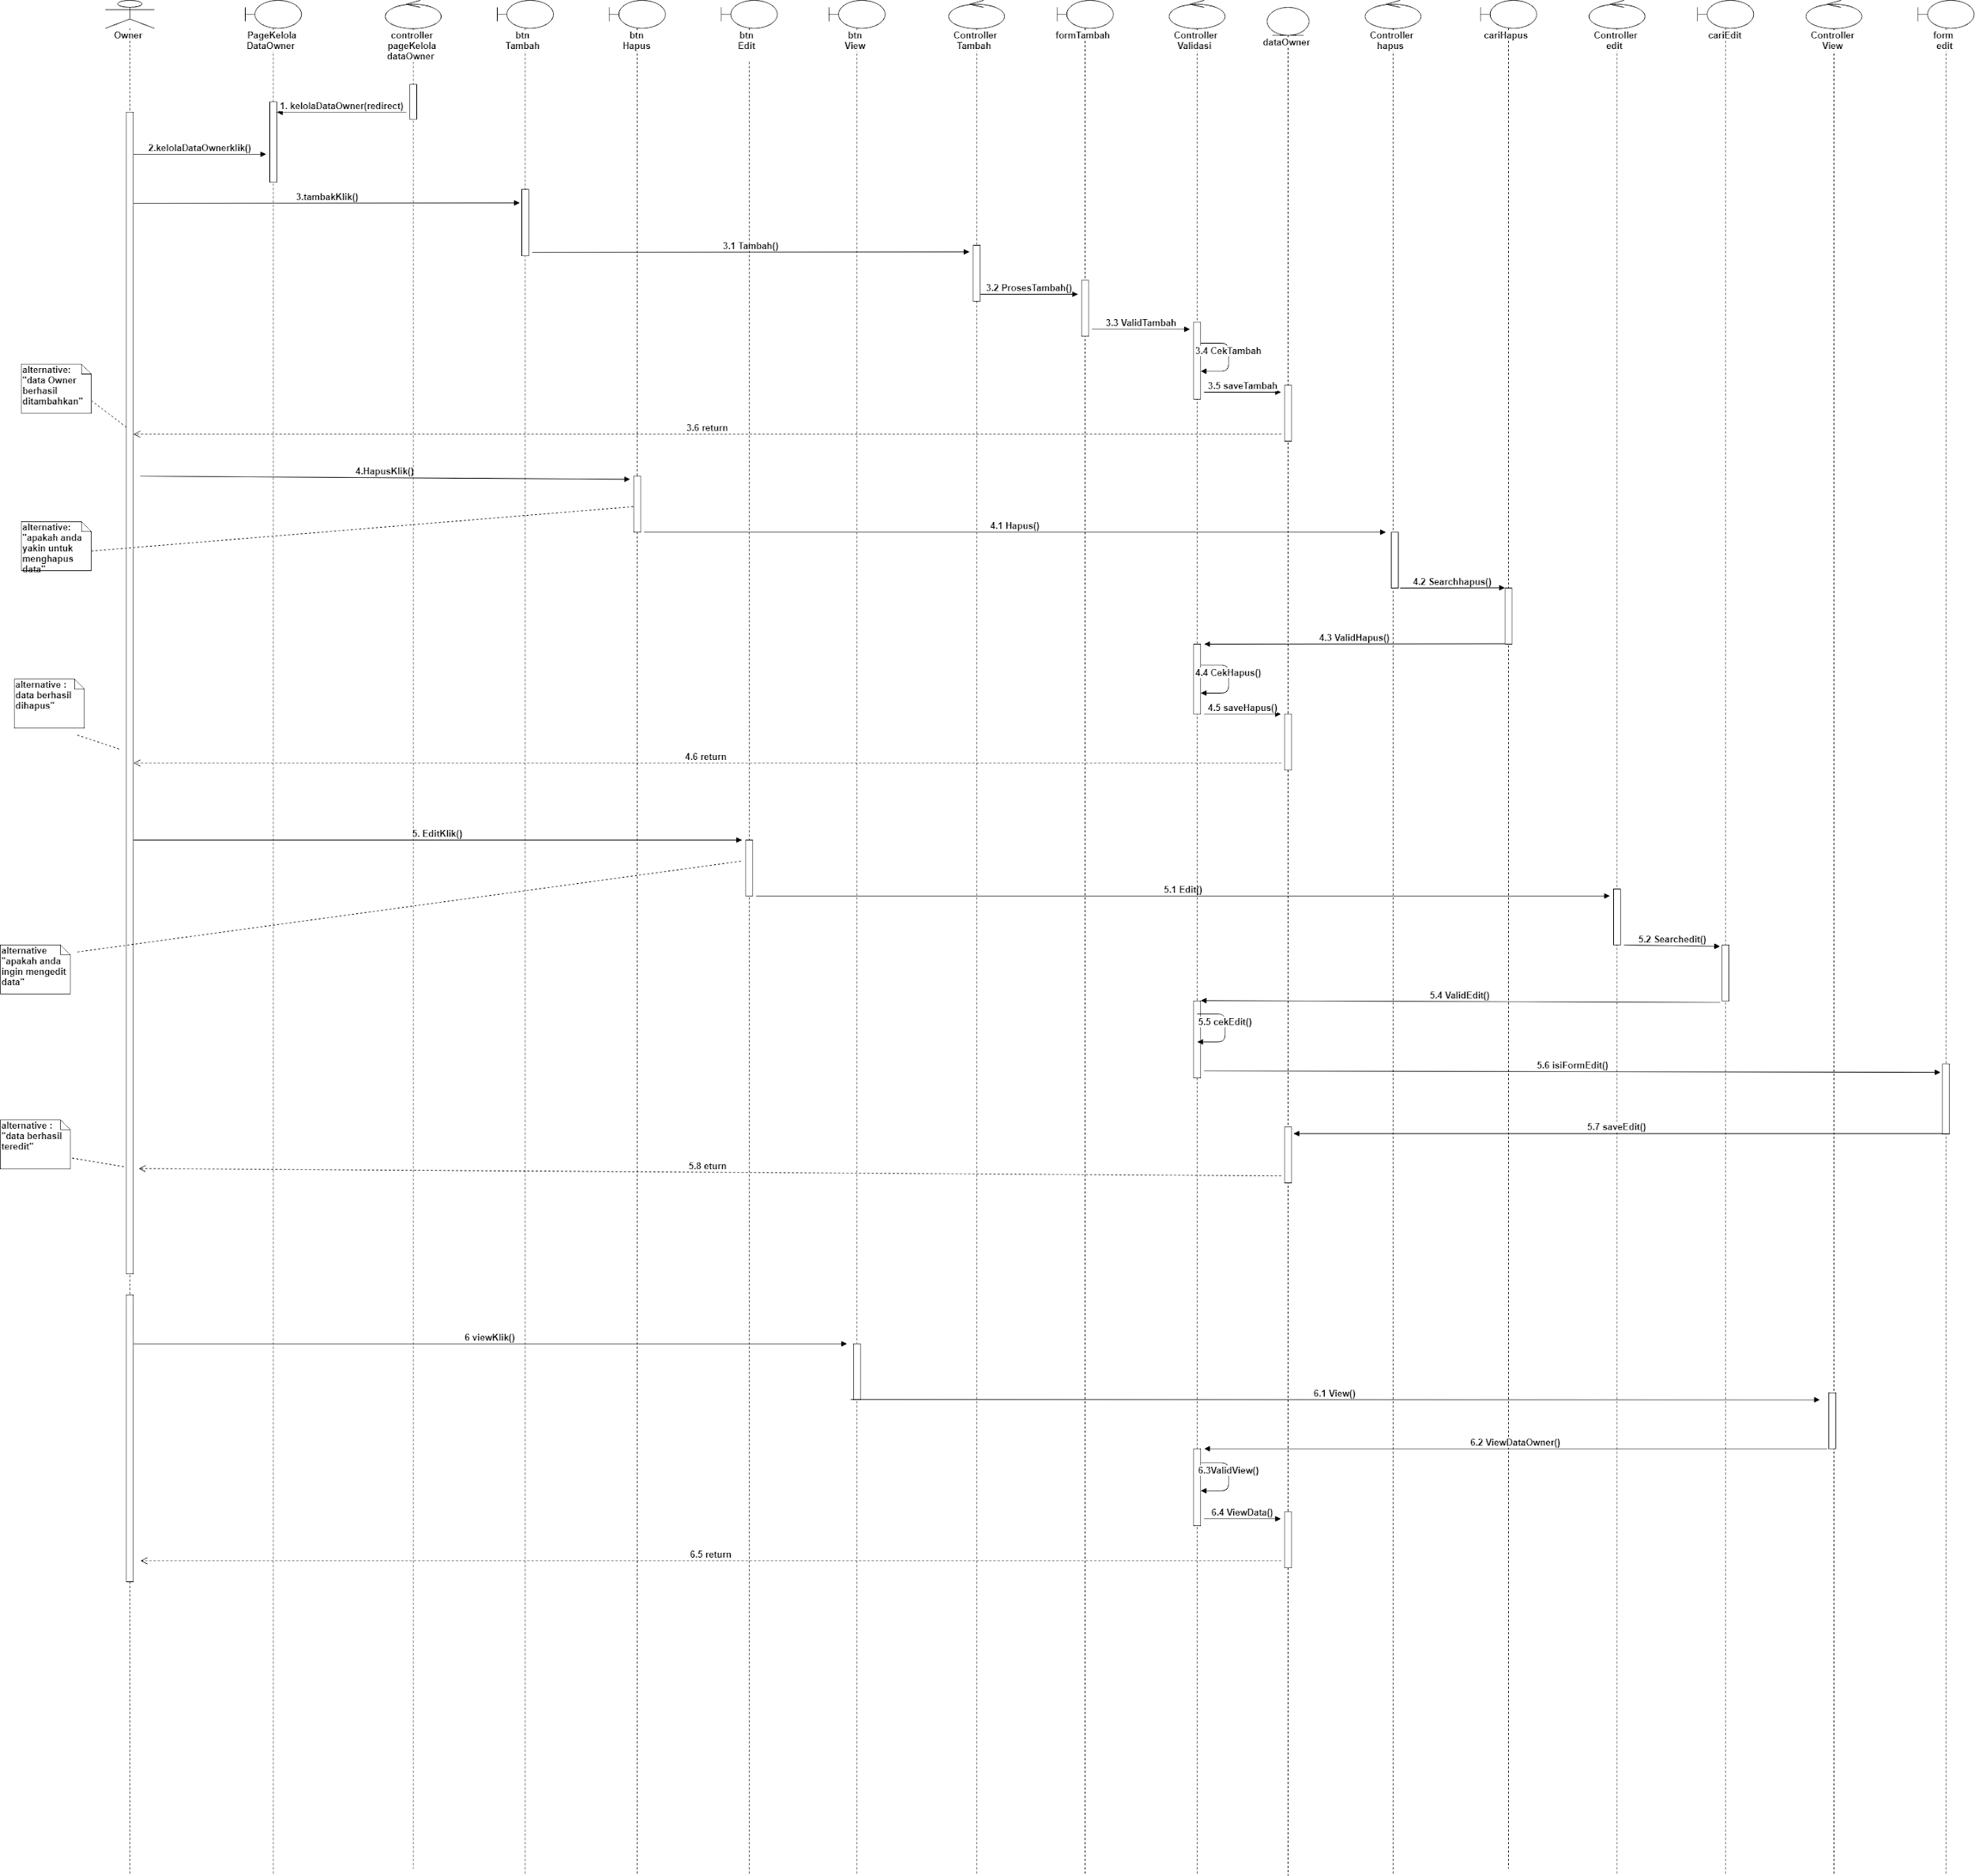 Owner
PageKelola
DataOwner
controller
pageKelola
dataOwner
btn
Tambah
btn
Hapus
btn
Edit
btn
View
Controller
Tambah
formTambah
Controller
Validasi
dataOwner
Controller
hapus
cariHapus
Controller
edit
cariEdit
Controller
View
form
edit
1. kelolaDataOwner(redirect)
2.kelolaDataOwnerklik()
3.tambakKlik()
3.1 Tambah()
3.2 ProsesTambah()
3.3 ValidTambah
3.4 CekTambah
alternative:
"data Owner
berhasil
ditambahkan"
3.5 saveTambah
3.6 return
4.HapusKlik()
alternative:
"apakah anda
yakin untuk
menghapus
data"
4.1 Hapus()
4.2 Searchhapus()
4.3 ValidHapus()
4.4 CekHapus()
alternative :
data berhasil
dihapus"
4.5 saveHapus()
4.6 return
5. EditKlik()
5.1 Edit()
5.2 Searchedit()
alternative
"apakah anda
ingin mengedit
data"
5.4 ValidEdit()
5.5 cekEdit()
5.6 isiFormEdit()
alternative :
"data berhasil
teredit"
5.7 saveEdit()
5.8 eturn
6 viewKlik()
6.1 View()
6.2 ViewDataOwner()
6.3ValidView()
6.4 ViewData()
6.5 return